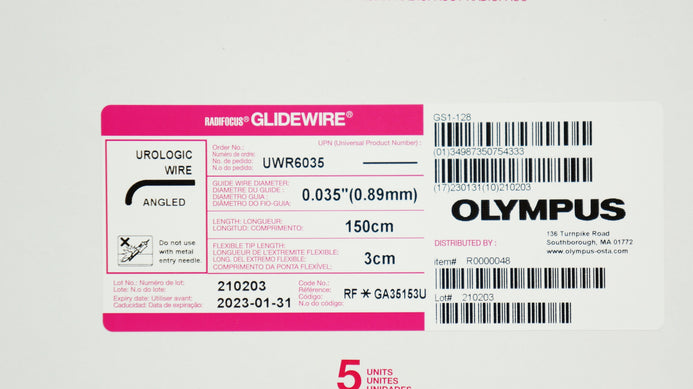 RADIFOCUS® GLIDEWIRE®
UROLOGIC
WIRE
ANGLED
Do not use
with metal
entry needle.
Order No.: UPN (Universal Product Number) :
Numéro de ordre:
No. de pedido:
N.o do pedido:
UWR6035
GUIDE WIRE DIAMETER:
DIAMÈTRE DU GUIDE :
DIÁMETRO GUIA :
DIÂMETRO DO FIO-GUIA:
0.035"(0.89mm)
LENGTH: LONGUEUR:
LONGITUD: COMPRIMENTO:
150cm
FLEXIBLE TIP LENGTH:
LONGUEUR DE L'EXTREMITE FLEXIBLE:
LONG. DEL EXTREMO FLEXIBLE:
COMPRIMENTO DA PONTA FLEXÍVEL:
3cm
Lot No.: Numéro de lot:
Lote: N.o do lote:
210203
Expiry date: Utiliser avant:
Caducidad: Data de expiração:
2023-01-31
Code No.:
Référence:
Código:
N.o do código:
RF * GA35153U
GS1-128
(01)34987350754333
(17)230131(10)210203
OLYMPUS
DISTRIBUTED BY :
136 Turnpike Road
Southborough, MA 01772
www.olympus-osta.com
item# R0000048
Lot# 210203
5 UNITS
UNITES
UNIDADES